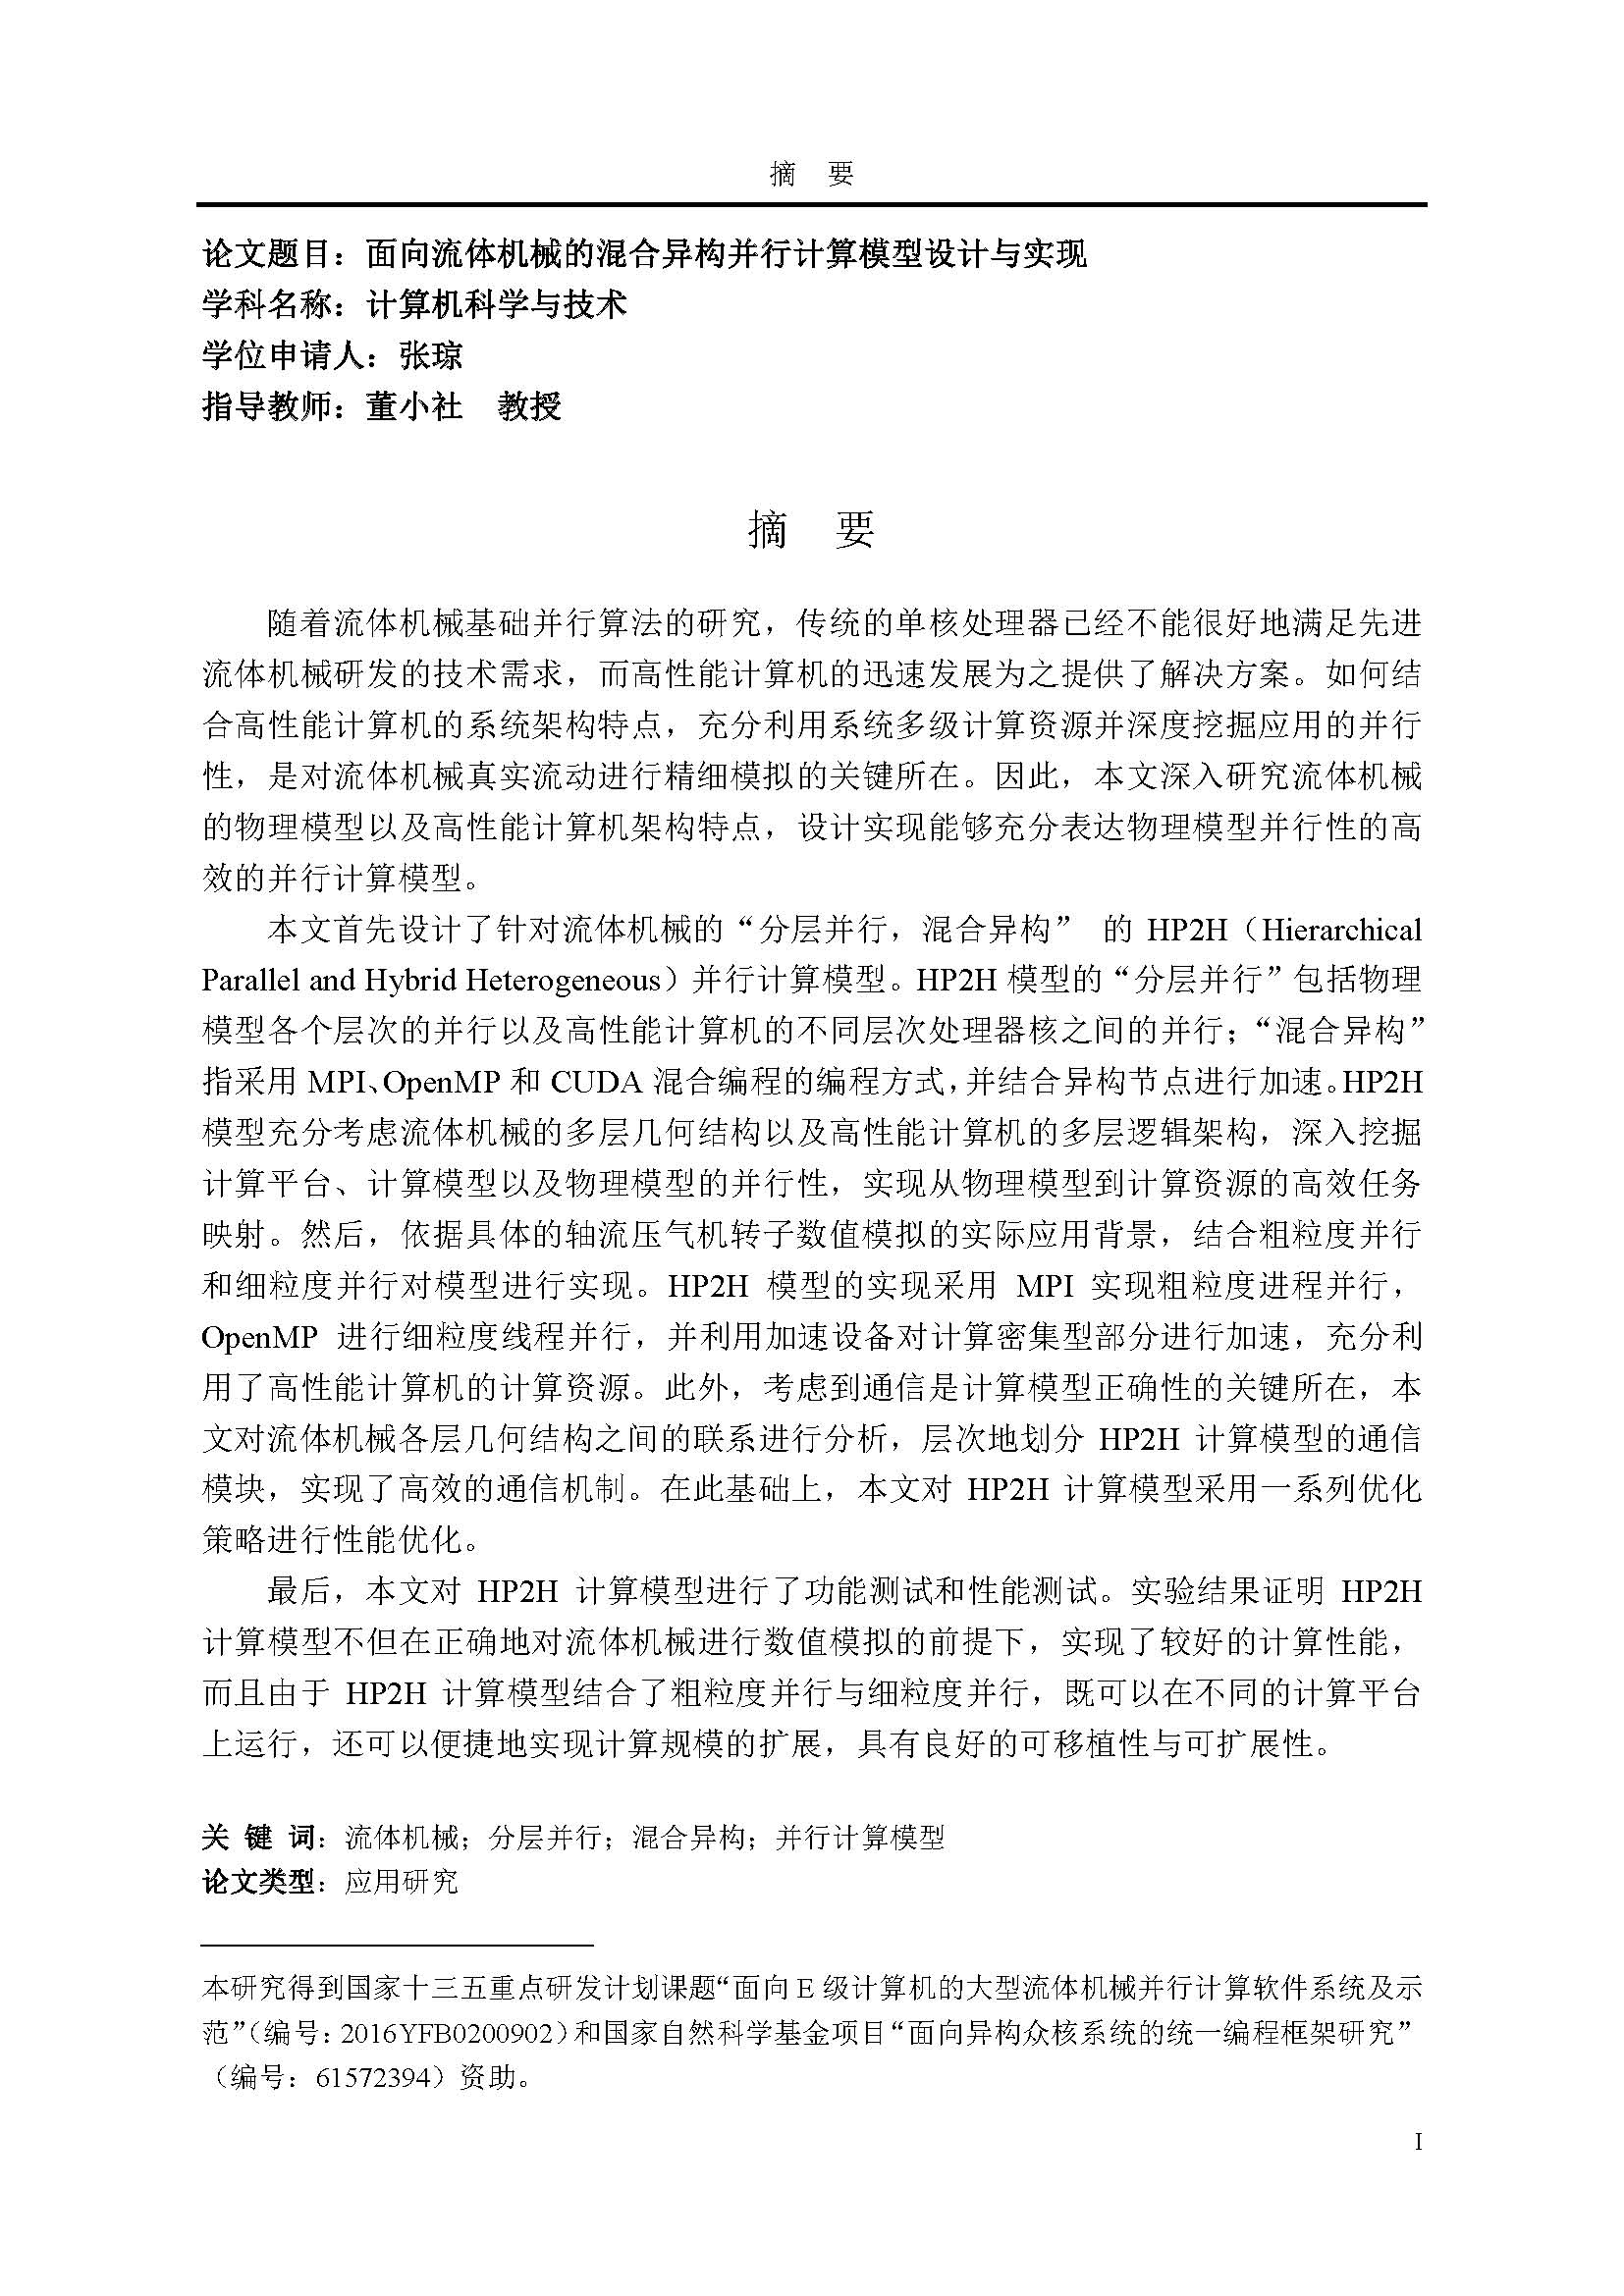 摘　要
论文题目：面向流体机械的混合异构并行计算模型设计与实现
学科名称：计算机科学与技术
学位申请人：张琼
指导教师：董小社　教授
摘　要
随着流体机械基础并行算法的研究，传统的单核处理器已经不能很好地满足先进
流体机械研发的技术需求，而高性能计算机的迅速发展为之提供了解决方案。如何结
合高性能计算机的系统架构特点，充分利用系统多级计算资源并深度挖掘应用的并行
性，是对流体机械真实流动进行精细模拟的关键所在。因此，本文深入研究流体机械
的物理模型以及高性能计算机架构特点，设计实现能够充分表达物理模型并行性的高
效的并行计算模型。
本文首先设计了针对流体机械的“分层并行，混合异构” 的 HP2H（Hierarchical
Parallel and Hybrid Heterogeneous）并行计算模型。HP2H 模型的“分层并行”包括物理
模型各个层次的并行以及高性能计算机的不同层次处理器核之间的并行；“混合异构”
指采用 MPI、OpenMP 和 CUDA 混合编程的编程方式，并结合异构节点进行加速。HP2H
模型充分考虑流体机械的多层几何结构以及高性能计算机的多层逻辑架构，深入挖掘
计算平台、计算模型以及物理模型的并行性，实现从物理模型到计算资源的高效任务
映射。然后，依据具体的轴流压气机转子数值模拟的实际应用背景，结合粗粒度并行
和细粒度并行对模型进行实现。HP2H 模型的实现采用 MPI 实现粗粒度进程并行，
OpenMP 进行细粒度线程并行，并利用加速设备对计算密集型部分进行加速，充分利
用了高性能计算机的计算资源。此外，考虑到通信是计算模型正确性的关键所在，本
文对流体机械各层几何结构之间的联系进行分析，层次地划分 HP2H 计算模型的通信
模块，实现了高效的通信机制。在此基础上，本文对 HP2H 计算模型采用一系列优化
策略进行性能优化。
最后，本文对 HP2H 计算模型进行了功能测试和性能测试。实验结果证明 HP2H
计算模型不但在正确地对流体机械进行数值模拟的前提下，实现了较好的计算性能，
而且由于 HP2H 计算模型结合了粗粒度并行与细粒度并行，既可以在不同的计算平台
上运行，还可以便捷地实现计算规模的扩展，具有良好的可移植性与可扩展性。
关 键 词：流体机械；分层并行；混合异构；并行计算模型
论文类型：应用研究
本研究得到国家十三五重点研发计划课题“面向 E 级计算机的大型流体机械并行计算软件系统及示
范”（编号：2016YFB0200902）和国家自然科学基金项目“面向异构众核系统的统一编程框架研究”
（编号：61572394）资助。
I